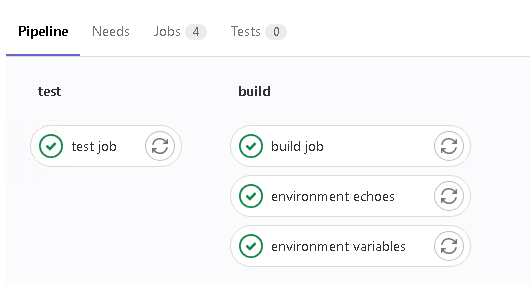 Pipeline Needs Jobs 4 Tests 0
test build
test job build job
environment echoes
environment variables